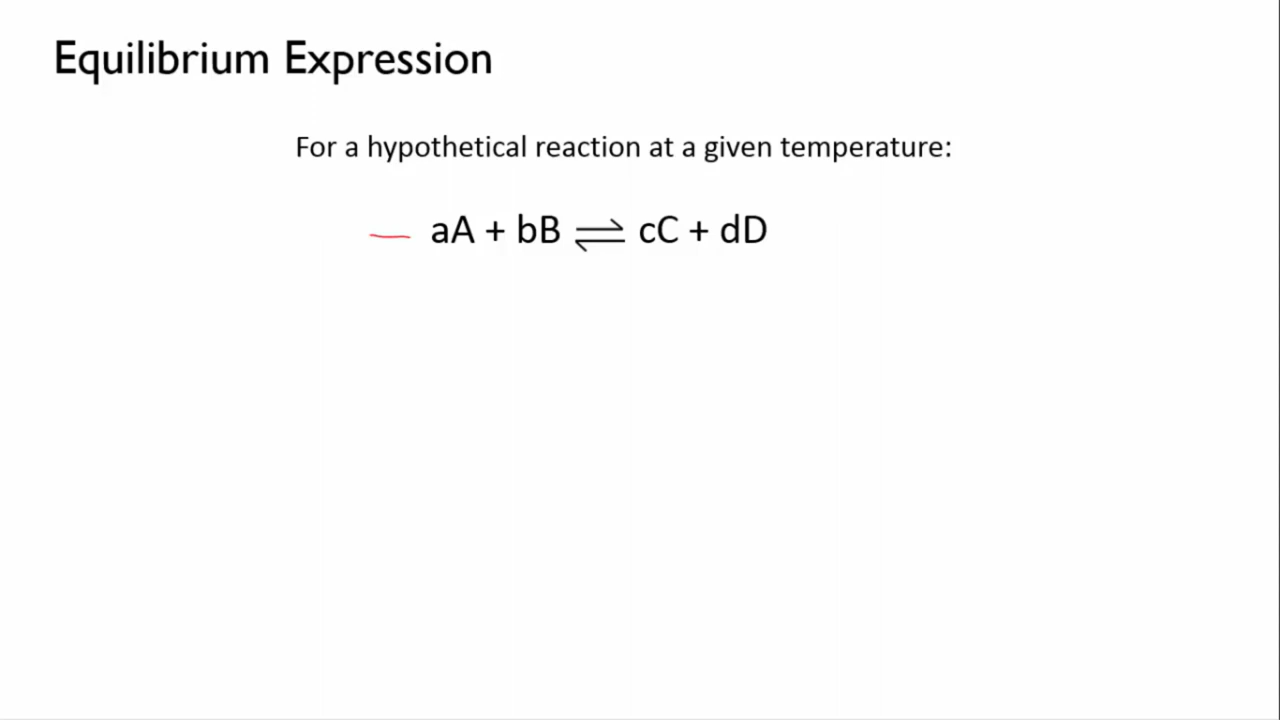 Equilibrium Expression
For a hypothetical reaction at a given temperature:
aA + bB ⇌ cC + dD